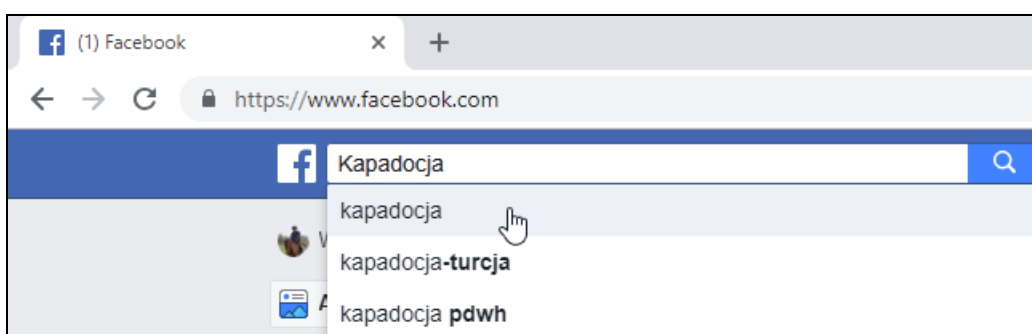 (1) Facebook
https://www.facebook.com
Kapadocja
kapadocja
kapadocja-turcja
kapadocja pdwh